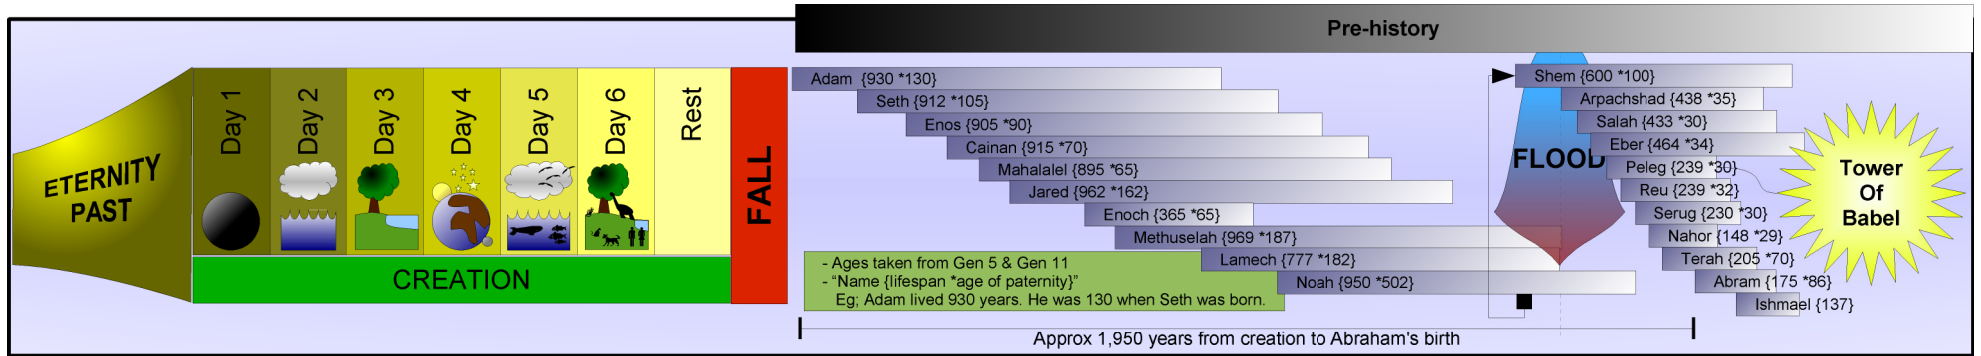 Pre-history
ETERNITY
PAST
Day 1
Day 2
Day 3
Day 4
Day 5
Day 6
Rest
CREATION
FALL
Adam {930 *130}
Seth {912 *105}
Enos {905 *90}
Cainan {915 *70}
Mahalalel {895 *65}
Jared {962 *162}
Enoch {365 *65}
Methuselah {969 *187}
Lamech {777 *182}
Noah {950 *502}
- Ages taken from Gen 5 & Gen 11
- “Name {lifespan *age of paternity}”
Eg; Adam lived 930 years. He was 130 when Seth was born.
FLOOD
Shem {600 *100}
Arpachshad {438 *35}
Salah {433 *30}
Eber {464 *34}
Peleg {239 *30}
Reu {239 *32}
Serug {230 *30}
Nahor {148 *29}
Terah {205 *70}
Abram {175 *86}
Ishmael {137}
Tower
Of
Babel
Approx 1,950 years from creation to Abraham's birth